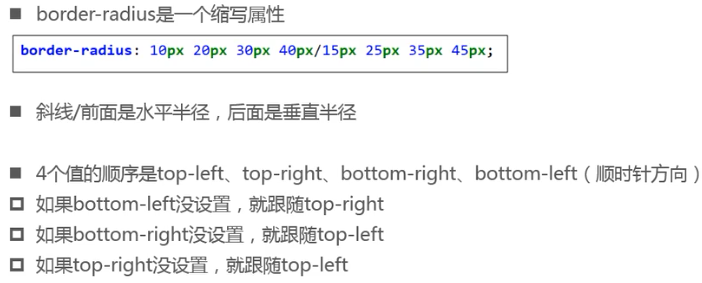 ■ border-radius是一个缩写属性
border-radius: 10px 20px 30px 40px/15px 25px 35px 45px;
■ 斜线/前面是水平半径，后面是垂直半径
■ 4个值的顺序是top-left、top-right、bottom-right、bottom-left（顺时针方向）
□ 如果bottom-left没设置，就跟随top-right
□ 如果bottom-right没设置，就跟随top-left
□ 如果top-right没设置，就跟随top-left